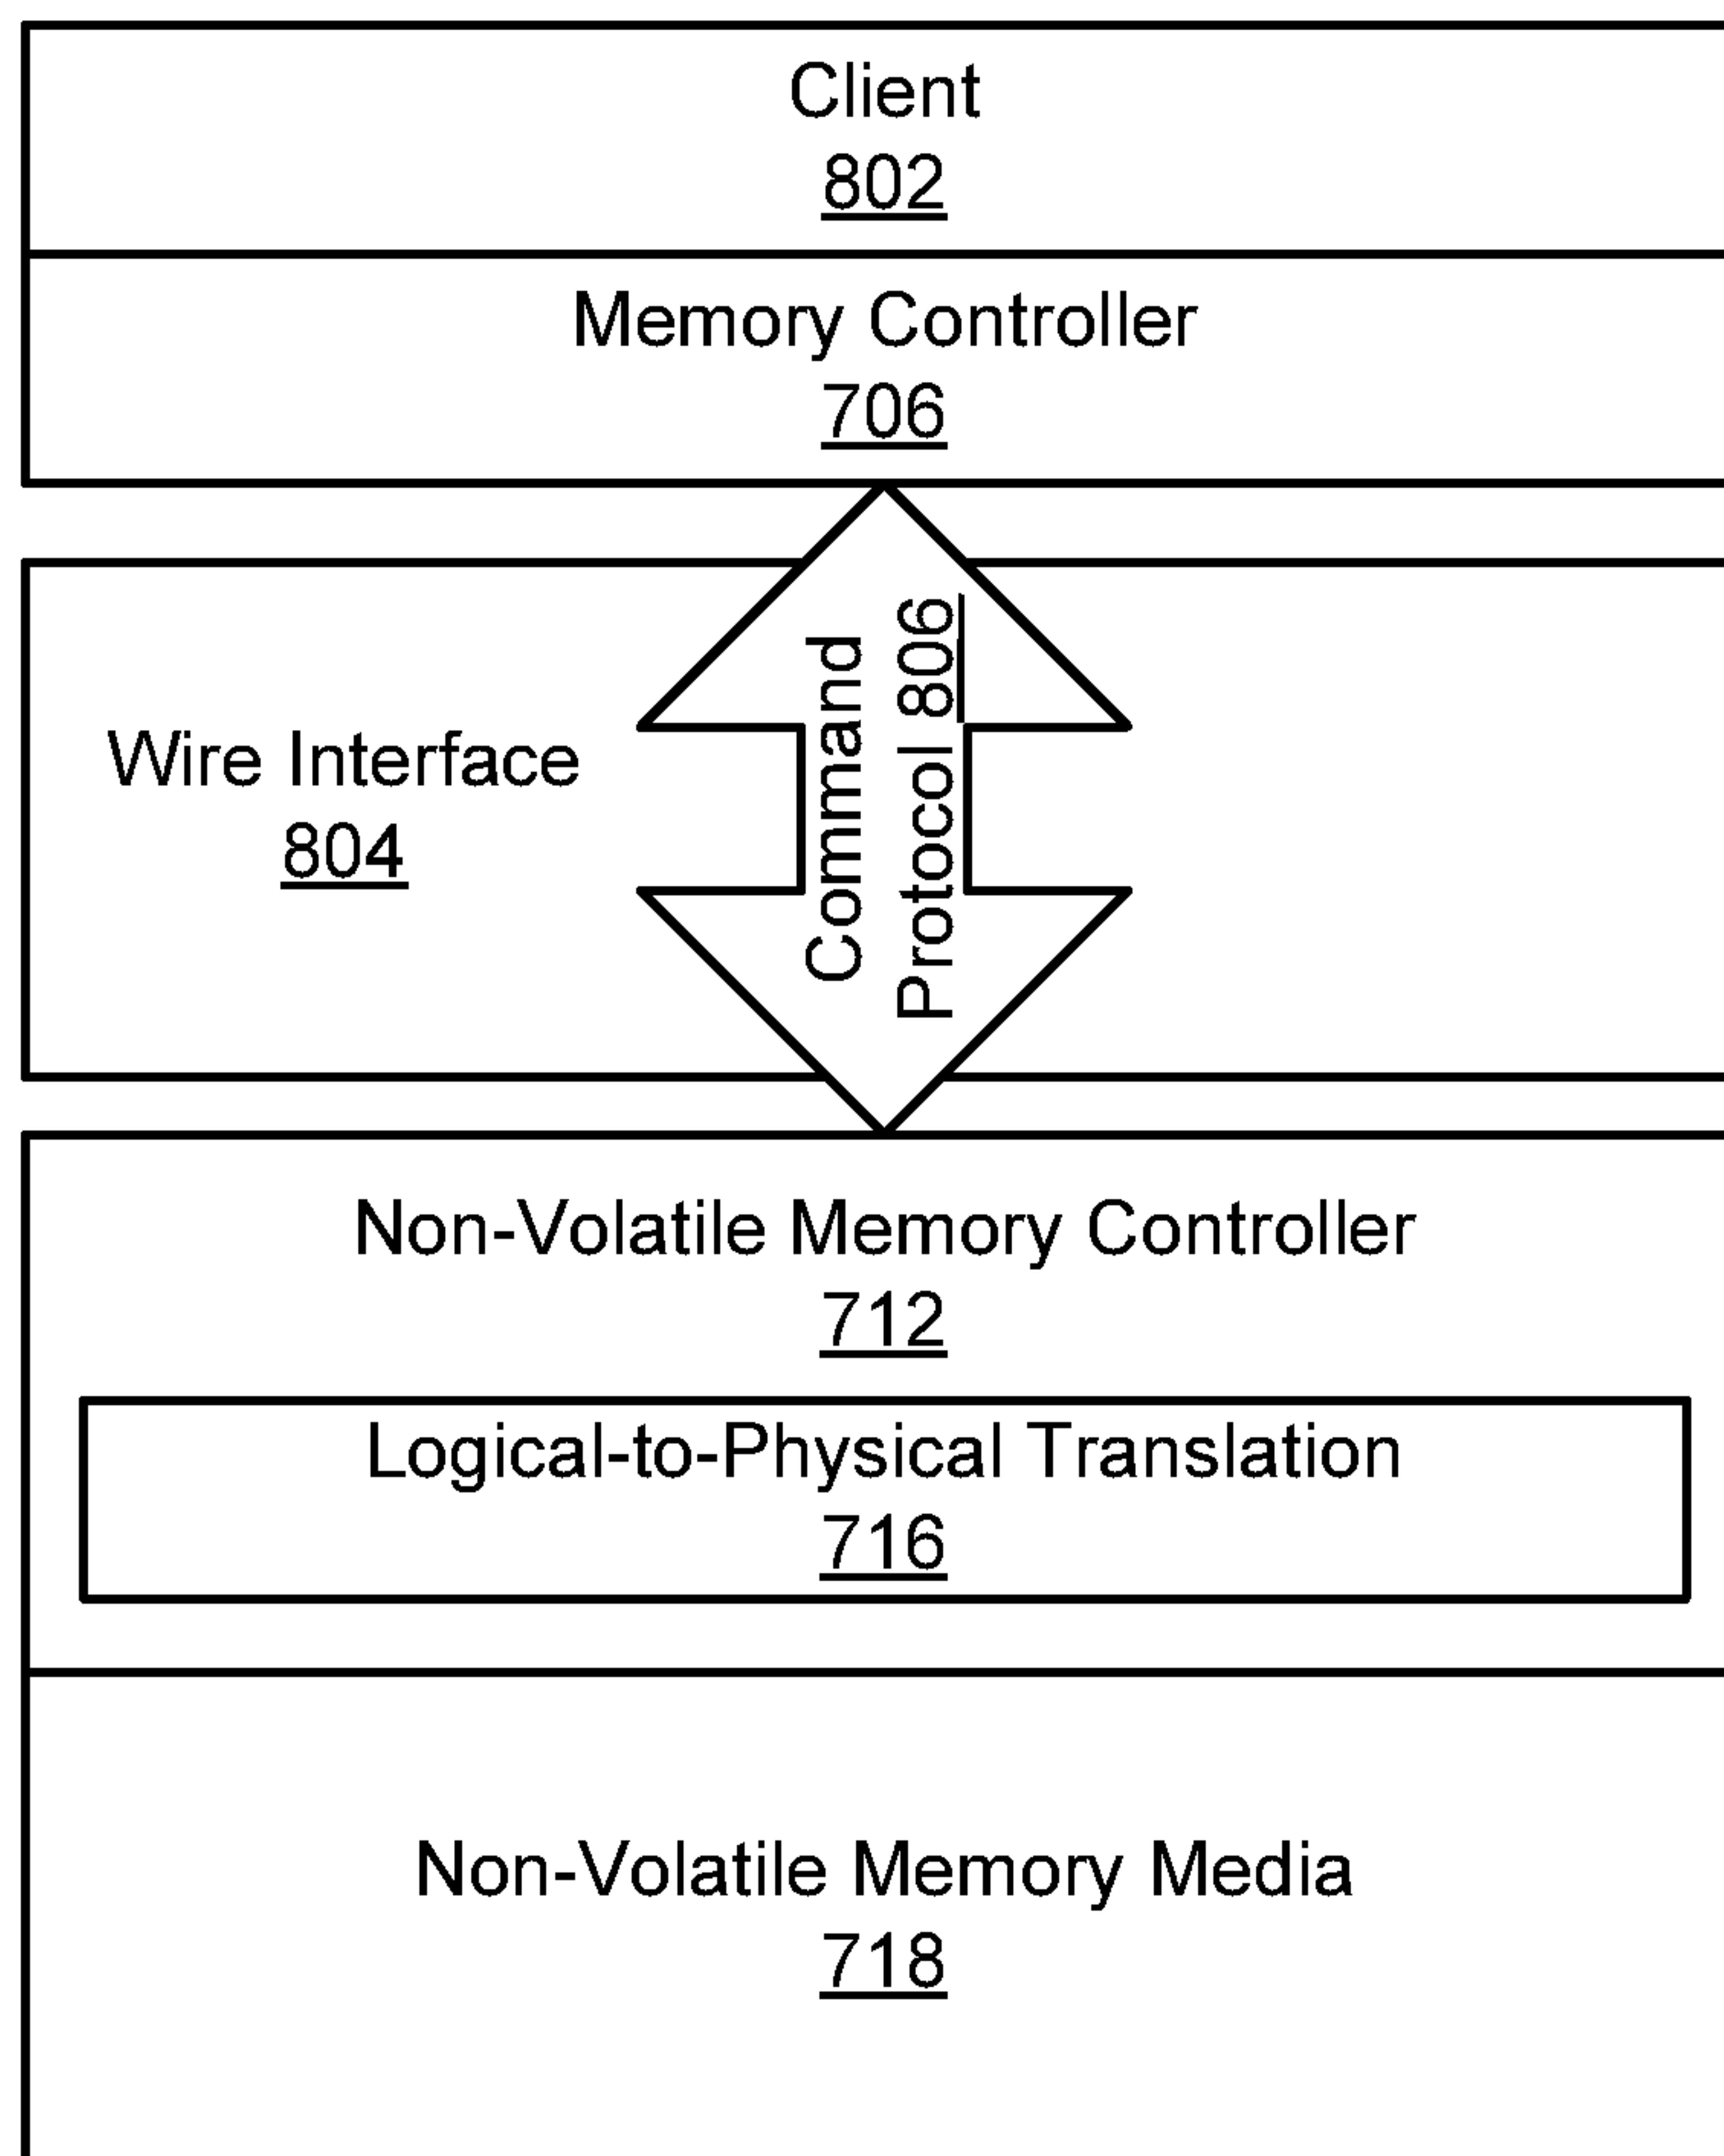 Client
802
Memory Controller
706
Wire Interface
804
Command
Protocol 806
Non-Volatile Memory Controller
712
Logical-to-Physical Translation
716
Non-Volatile Memory Media
718